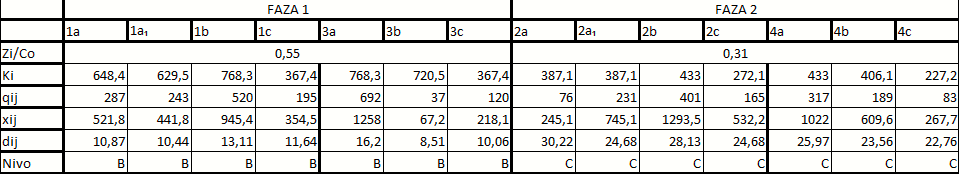 FAZA 1 FAZA 2
1a 1a₁ 1b 1c 3a 3b 3c 2a 2a₁ 2b 2c 4a 4b 4c
Zi/Co 0,55 0,31
Ki 648,4 629,5 768,3 367,4 768,3 720,5 367,4 387,1 387,1 433 272,1 433 406,1 227,2
qij 287 243 520 195 692 37 120 76 231 401 165 317 189 83
xij 521,8 441,8 945,4 354,5 1258 67,2 218,1 245,1 745,1 1293,5 532,2 1022 609,6 267,7
dij 10,87 10,44 13,11 11,64 16,2 8,51 10,06 30,22 24,68 28,13 24,68 25,97 23,56 22,76
Nivo B B B B B B B C C C C C C C